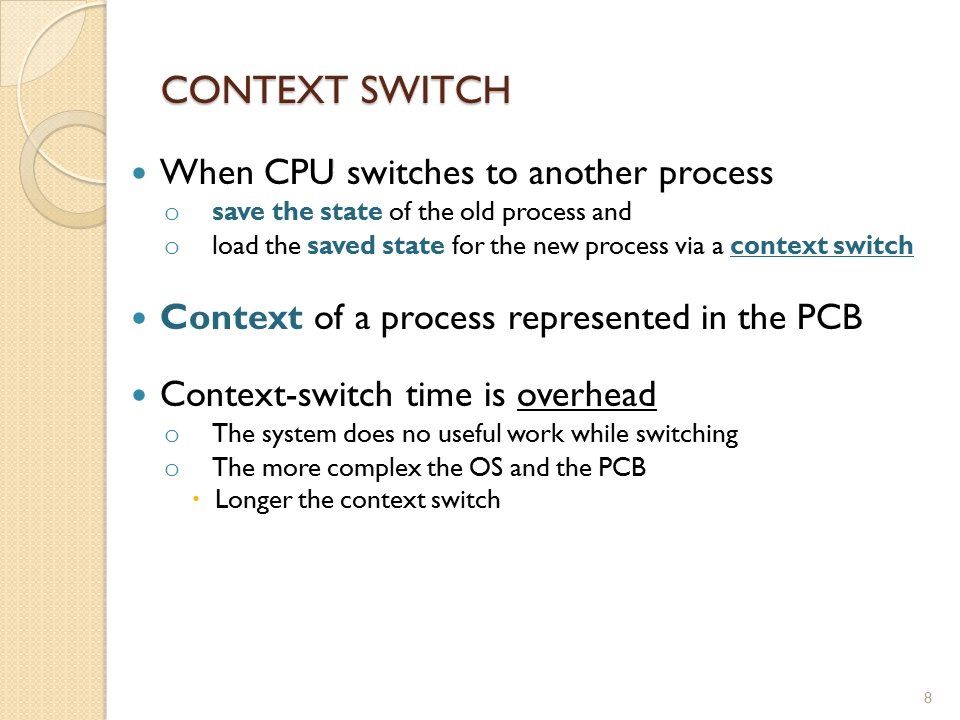 CONTEXT SWITCH
• When CPU switches to another process
o save the state of the old process and
o load the saved state for the new process via a context switch
• Context of a process represented in the PCB
• Context-switch time is overhead
o The system does no useful work while switching
o The more complex the OS and the PCB
• Longer the context switch
8